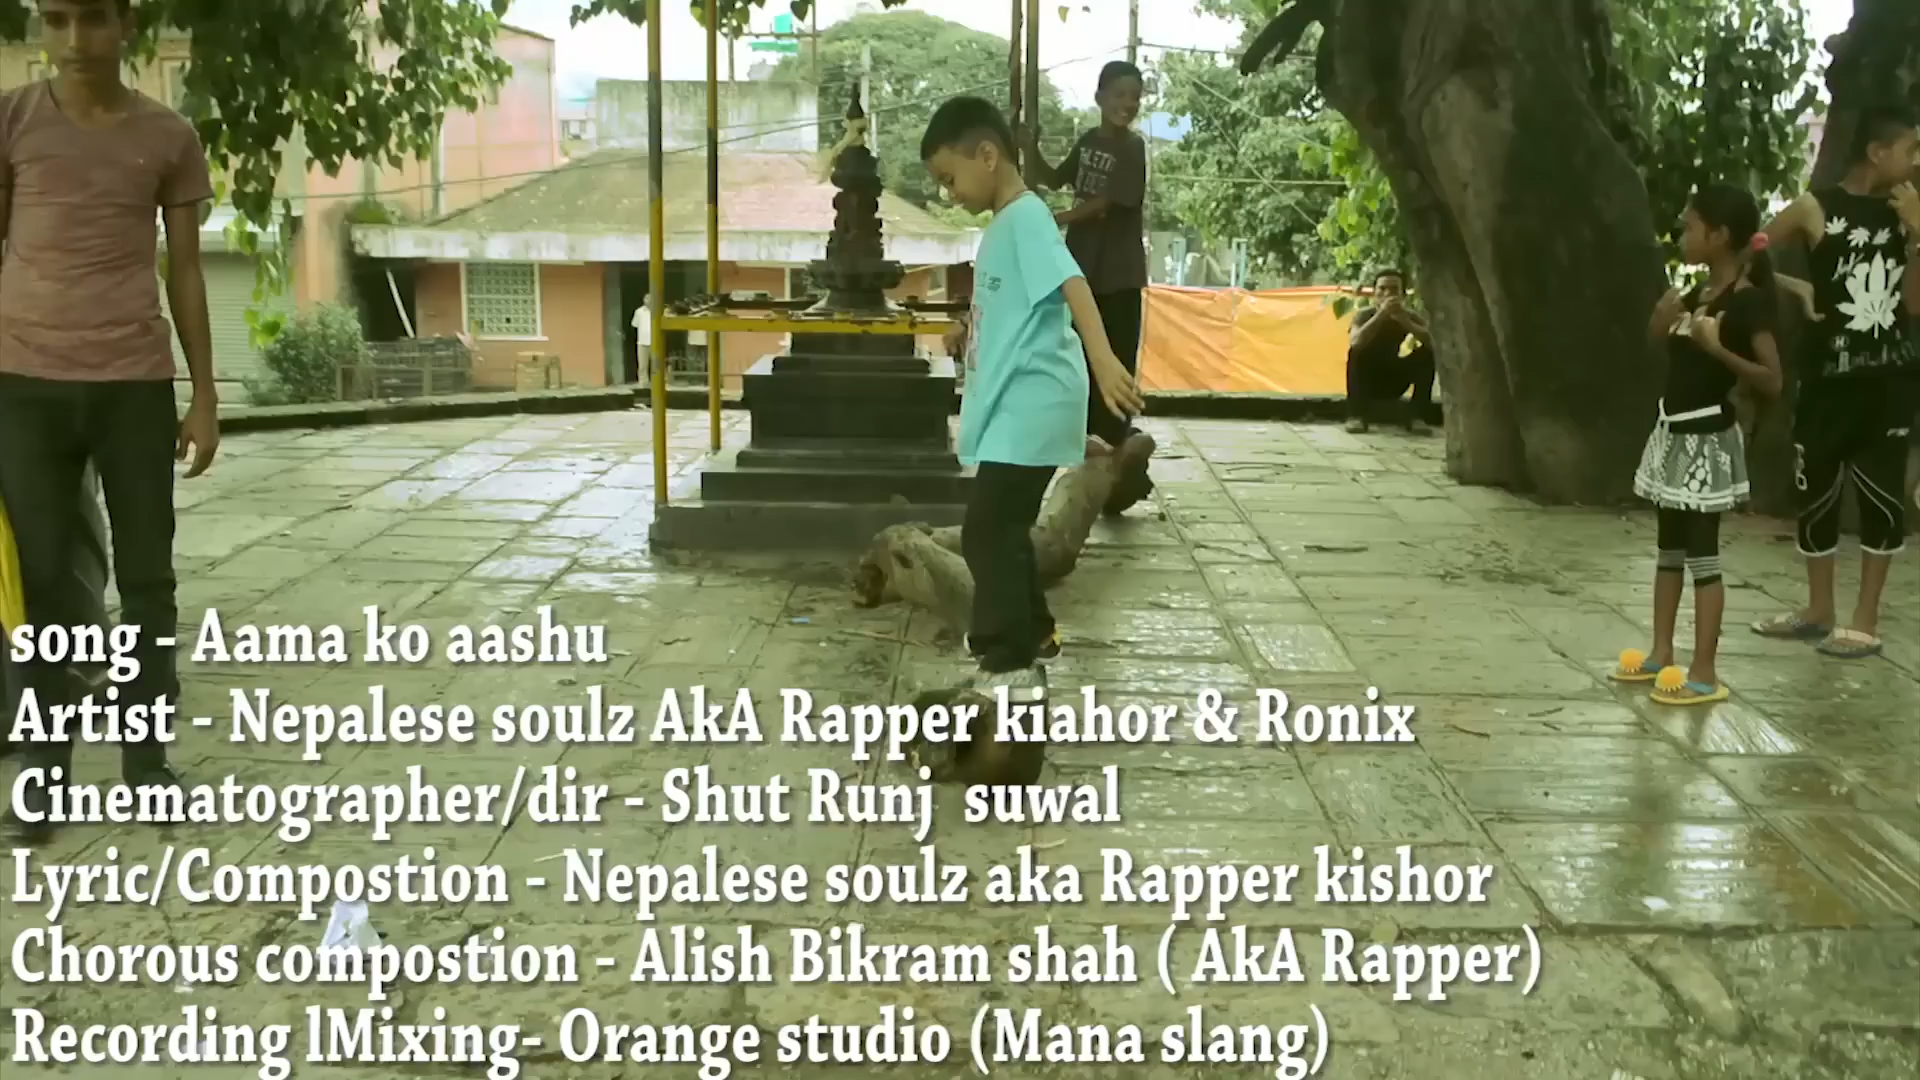 song - Aama ko aashu
Artist - Nepalese soulz AkA Rapper kiahor & Ronix
Cinematographer/dir - Shut Runj  suwal
Lyric/Compostion - Nepalese soulz aka Rapper kishor
Chorous compostion - Alish Bikram shah ( AkA Rapper)
Recording lMixing- Orange studio (Mana slang)